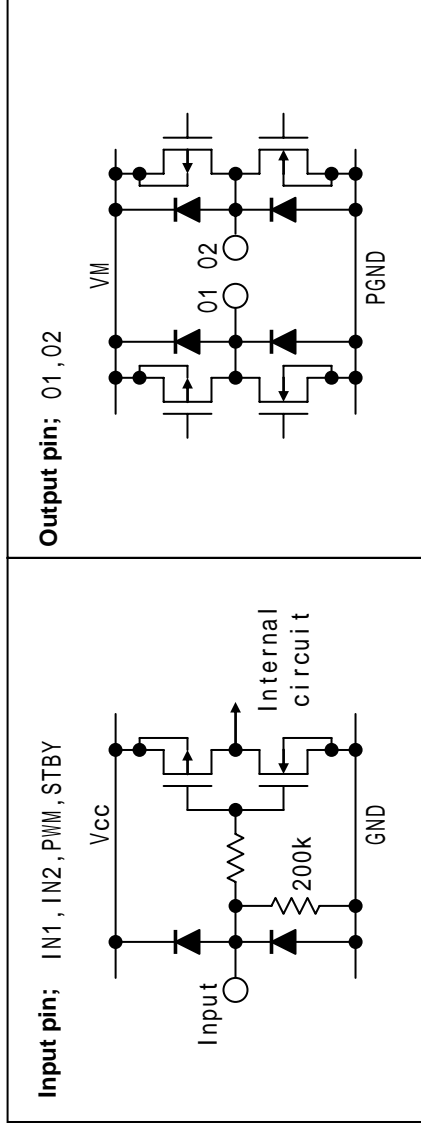 Input pin; IN1,IN2,PWM,STBY
Vcc
Input
200k
Internal
circuit
GND
Output pin; O1,O2
VM
O1 O2
PGND